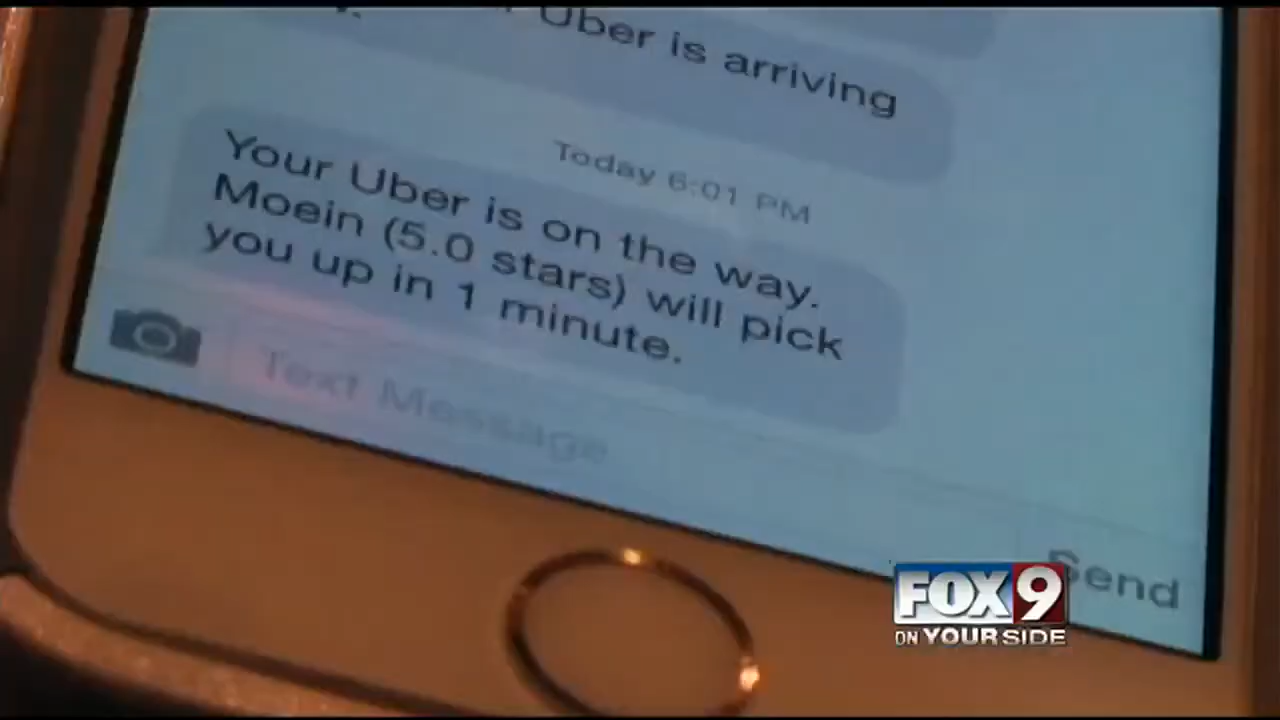 Uber is arriving
Today 6:01 PM
Your Uber is on the way.
Moein (5.0 stars) will pick
you up in 1 minute.
Text Message
Send
FOX 9
ON YOUR SIDE